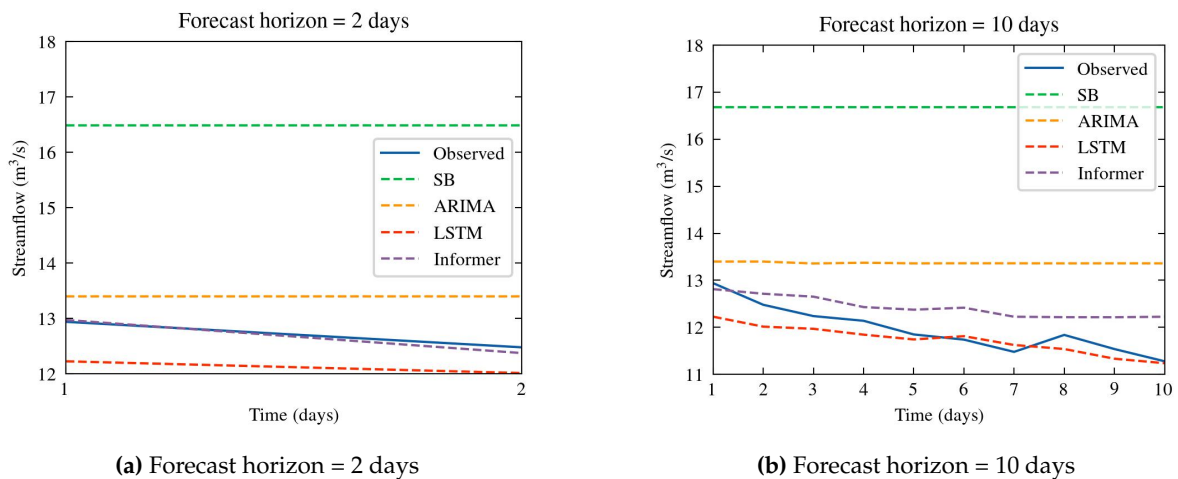 Forecast horizon = 2 days
18
17
16
15
14
13
12
Streamflow (m³/s)
Observed
SB
ARIMA
LSTM
Informer
1
2
Time (days)
(a) Forecast horizon = 2 days
Forecast horizon = 10 days
18
17
16
15
14
13
12
11
Streamflow (m³/s)
Observed
SB
ARIMA
LSTM
Informer
1 2 3 4 5 6 7 8 9 10
Time (days)
(b) Forecast horizon = 10 days